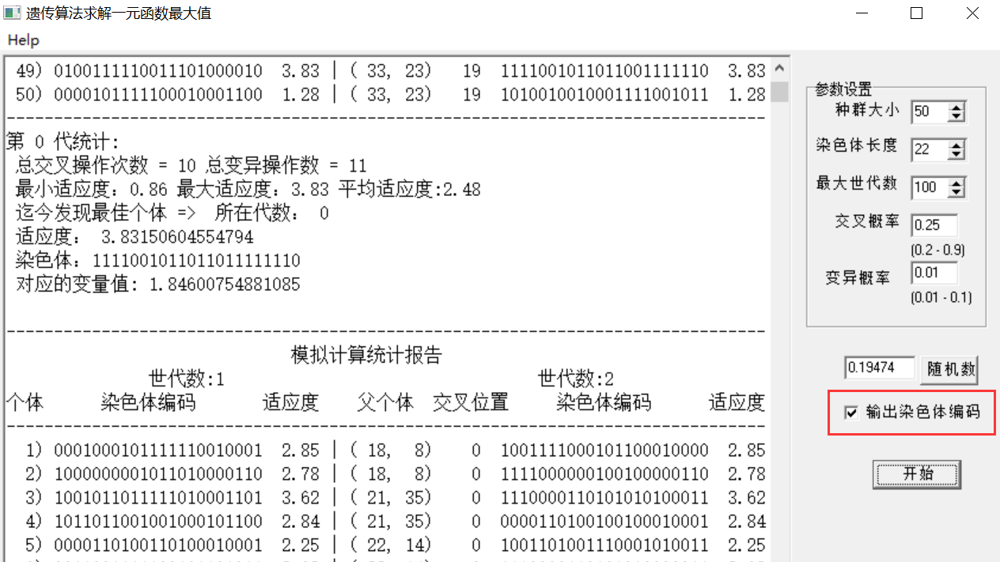 遗传算法求解一元函数最大值
Help
49) 0100111110011101000010 3.83 | ( 33, 23) 19 1111001011011001111110 3.83
50) 0000101111100010001100 1.28 | ( 33, 23) 19 1010010010001111001011 1.28
第 0 代统计:
总交叉操作次数 = 10 总变异操作数 = 11
最小适应度: 0.86 最大适应度: 3.83 平均适应度:2.48
迄今发现最佳个体 => 所在代数: 0
适应度: 3.83150604554794
染色体: 1111001011011011111110
对应的变量值: 1.84600754881085
模拟计算统计报告
世代数:1 世代数:2
个体 染色体编码 适应度 父个体 交叉位置 染色体编码 适应度
1) 0001000101111110010001 2.85 | ( 18, 8) 0 1001111000101100010000 2.85
2) 1000000001011010000110 2.78 | ( 18, 8) 0 1111000000100100000110 2.78
3) 1001011011111010001101 3.62 | ( 21, 35) 0 1110000110101010100011 3.62
4) 1011011001001000101100 2.84 | ( 21, 35) 0 0000110100100100010001 2.84
5) 0000110100110100010001 2.25 | ( 22, 14) 0 1001101001110001010011 2.25
参数设置
种群大小 50
染色体长度 22
最大世代数 100
交叉概率 0.25
(0.2 - 0.9)
变异概率 0.01
(0.01 - 0.1)
0.19474 随机数
输出染色体编码
开始